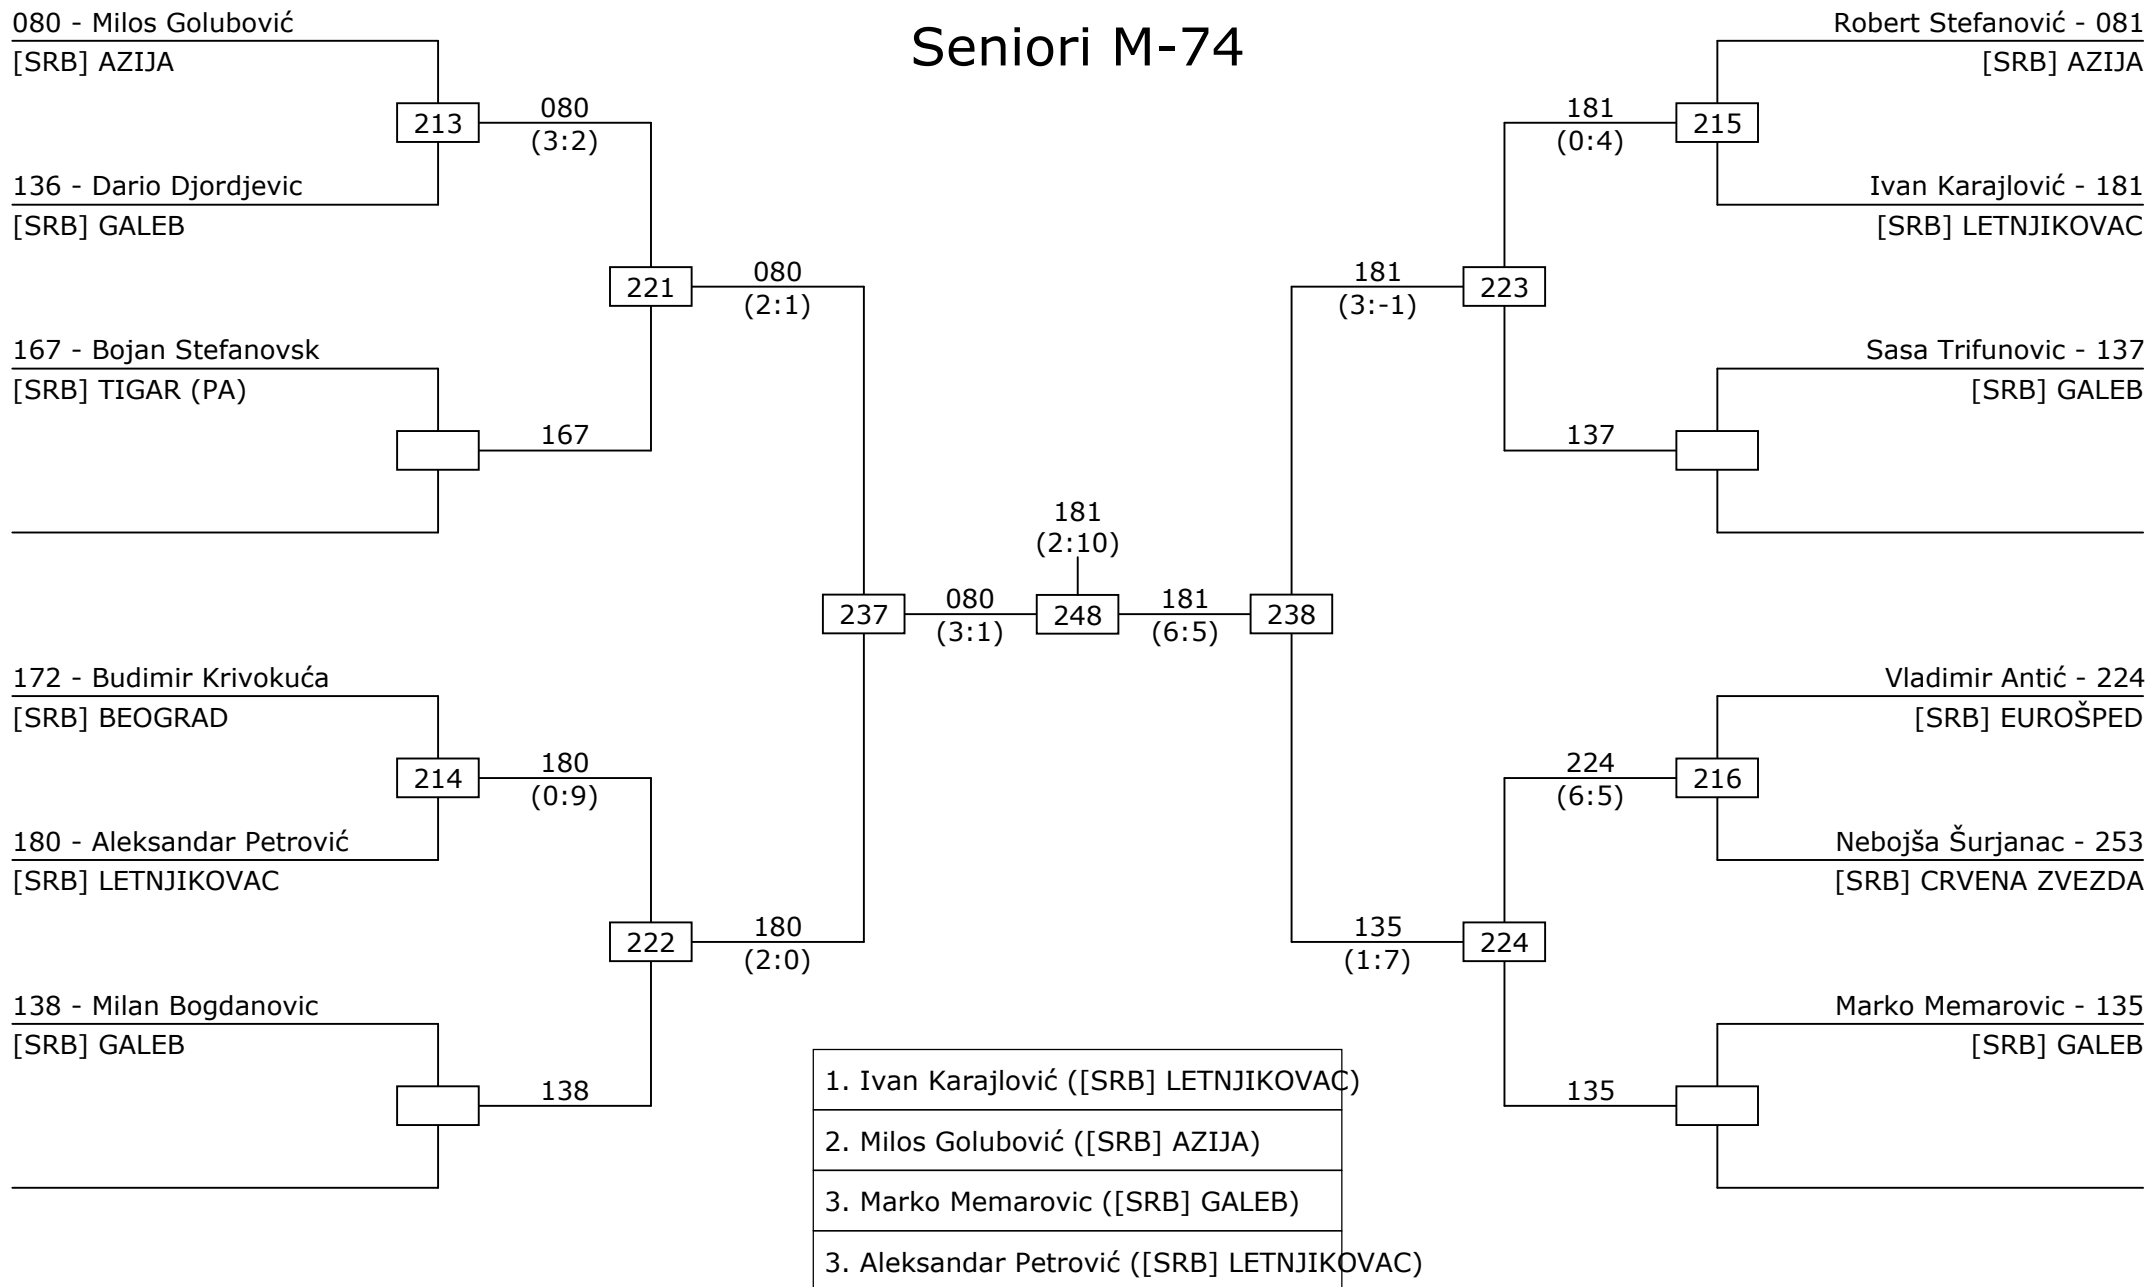 Seniori M-74
080 - Milos Golubović
[SRB] AZIJA
213
080
(3:2)
136 - Dario Djordjevic
[SRB] GALEB
221
080
(2:1)
167 - Bojan Stefanovsk
[SRB] TIGAR (PA)
167
237
080
(3:1)
172 - Budimir Krivokuća
[SRB] BEOGRAD
214
180
(0:9)
180 - Aleksandar Petrović
[SRB] LETNJIKOVAC
222
180
(2:0)
138 - Milan Bogdanovic
[SRB] GALEB
138
181
(2:10)
248
Robert Stefanović - 081
[SRB] AZIJA
181
(0:4)
215
Ivan Karajlović - 181
[SRB] LETNJIKOVAC
181
(3:-1)
223
Sasa Trifunovic - 137
[SRB] GALEB
137
181
(6:5)
238
Vladimir Antić - 224
[SRB] EUROŠPED
224
(6:5)
216
Nebojša Šurjanac - 253
[SRB] CRVENA ZVEZDA
135
(1:7)
224
Marko Memarovic - 135
[SRB] GALEB
135
1. Ivan Karajlović ([SRB] LETNJIKOVAC)
2. Milos Golubović ([SRB] AZIJA)
3. Marko Memarovic ([SRB] GALEB)
3. Aleksandar Petrović ([SRB] LETNJIKOVAC)